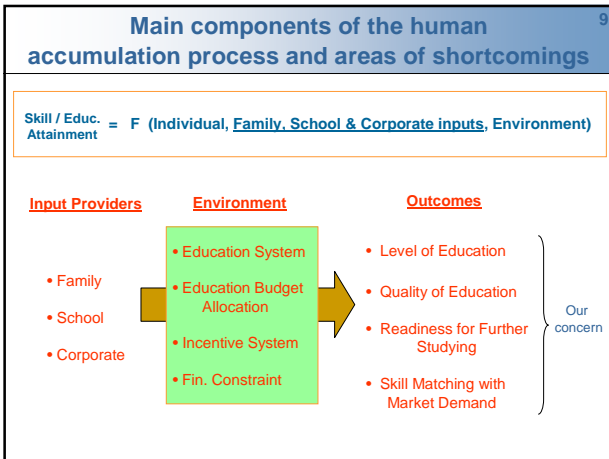 Main components of the human
accumulation process and areas of shortcomings
9
Skill / Educ.
Attainment = F (Individual, Family, School & Corporate inputs, Environment)
Input Providers
• Family
• School
• Corporate
Environment
• Education System
• Education Budget
Allocation
• Incentive System
• Fin. Constraint
Outcomes
• Level of Education
• Quality of Education
• Readiness for Further
Studying
• Skill Matching with
Market Demand
Our
concern